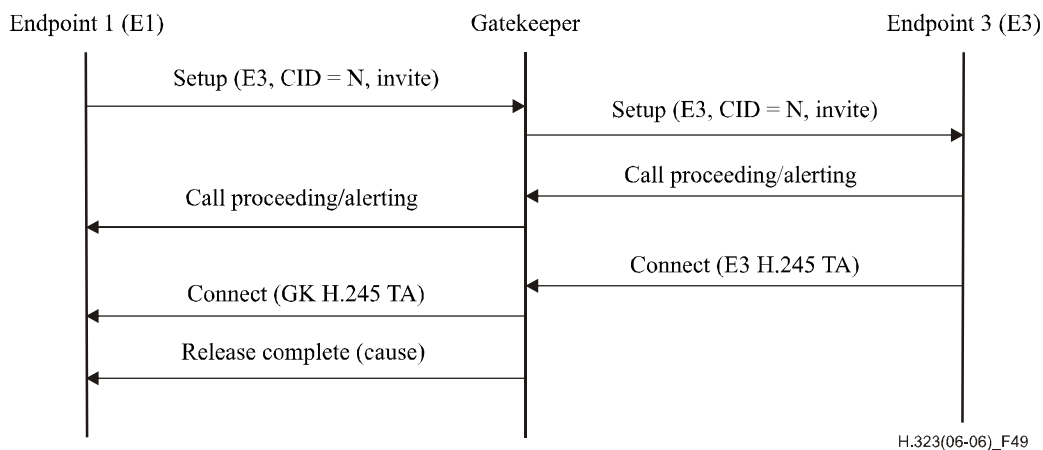 Endpoint 1 (E1)
Gatekeeper
Endpoint 3 (E3)
Setup (E3, CID = N, invite)
Setup (E3, CID = N, invite)
Call proceeding/alerting
Call proceeding/alerting
Connect (E3 H.245 TA)
Connect (GK H.245 TA)
Release complete (cause)
H.323(06-06)_F49